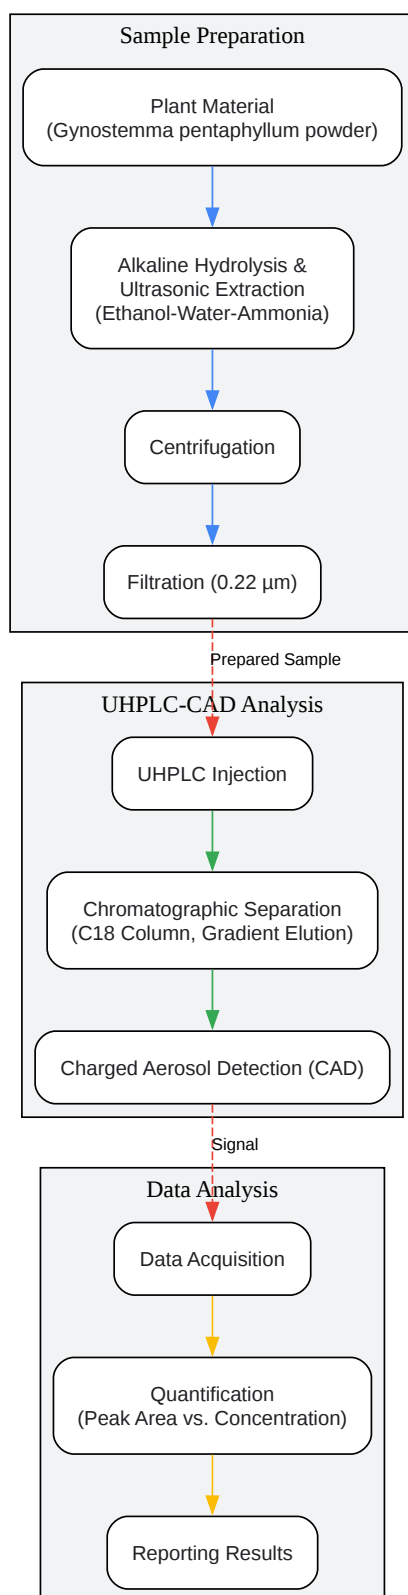 Sample Preparation
Plant Material
(Gynostemma pentaphyllum powder)
Alkaline Hydrolysis &
Ultrasonic Extraction
(Ethanol-Water-Ammonia)
Centrifugation
Filtration (0.22 µm)
Prepared Sample
UHPLC-CAD Analysis
UHPLC Injection
Chromatographic Separation
(C18 Column, Gradient Elution)
Charged Aerosol Detection (CAD)
Signal
Data Analysis
Data Acquisition
Quantification
(Peak Area vs. Concentration)
Reporting Results